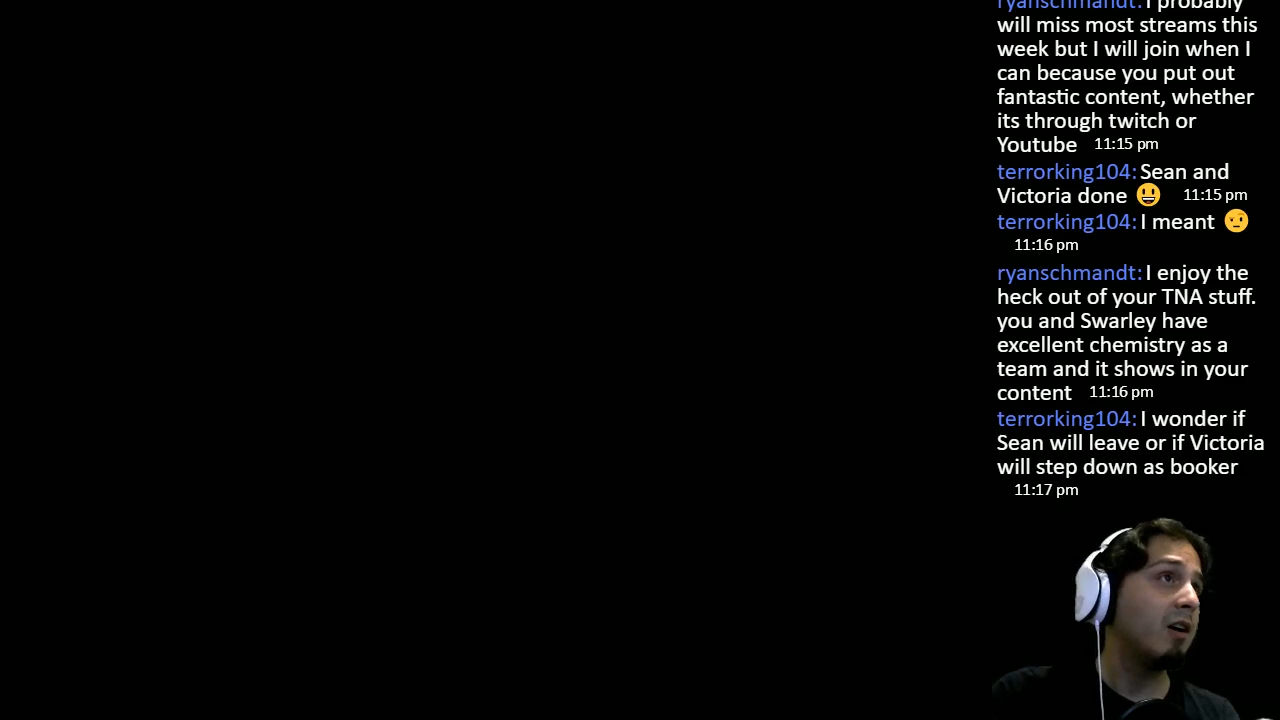 ryanschmandt: I probably
will miss most streams this
week but I will join when I
can because you put out
fantastic content, whether
its through twitch or
Youtube 11:15 pm
terrorking104: Sean and
Victoria done 😃 11:15 pm
terrorking104: I meant 🤨
11:16 pm
ryanschmandt: I enjoy the
heck out of your TNA stuff.
you and Swarley have
excellent chemistry as a
team and it shows in your
content 11:16 pm
terrorking104: I wonder if
Sean will leave or if Victoria
will step down as booker
11:17 pm